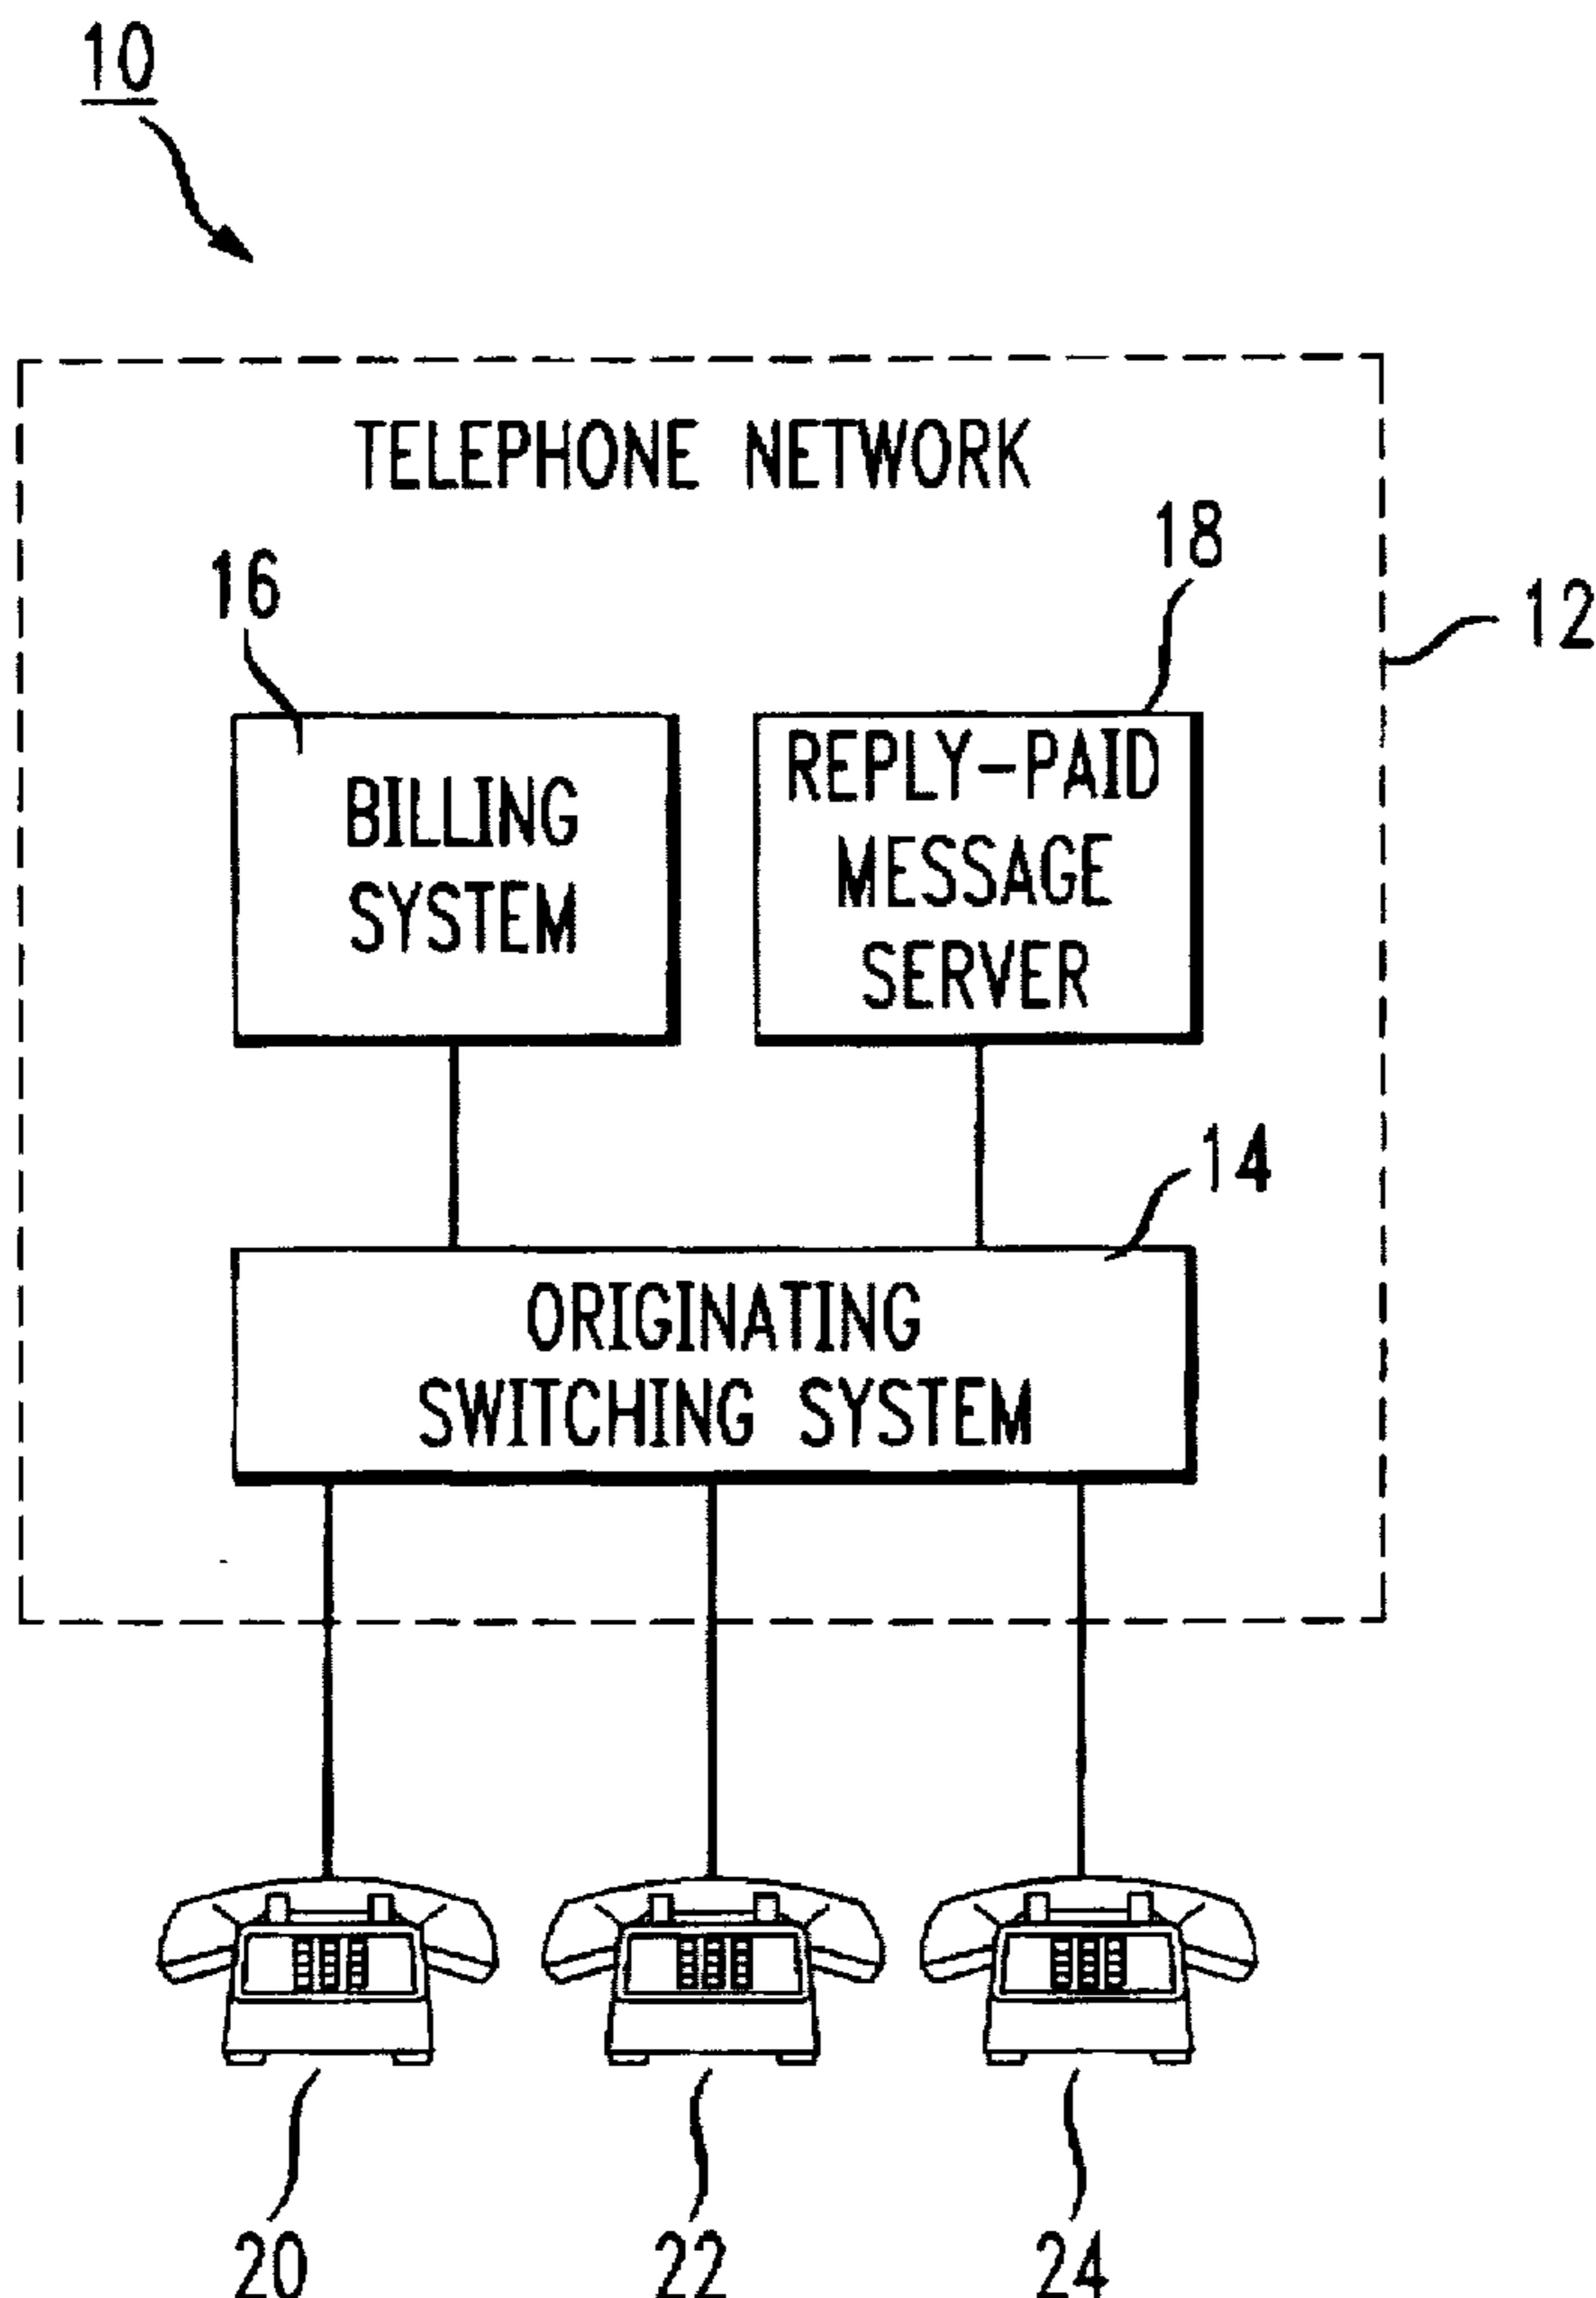 10
TELEPHONE NETWORK
16
18
12
BILLING
SYSTEM
REPLY-PAID
MESSAGE
SERVER
14
ORIGINATING
SWITCHING SYSTEM
20
22
24